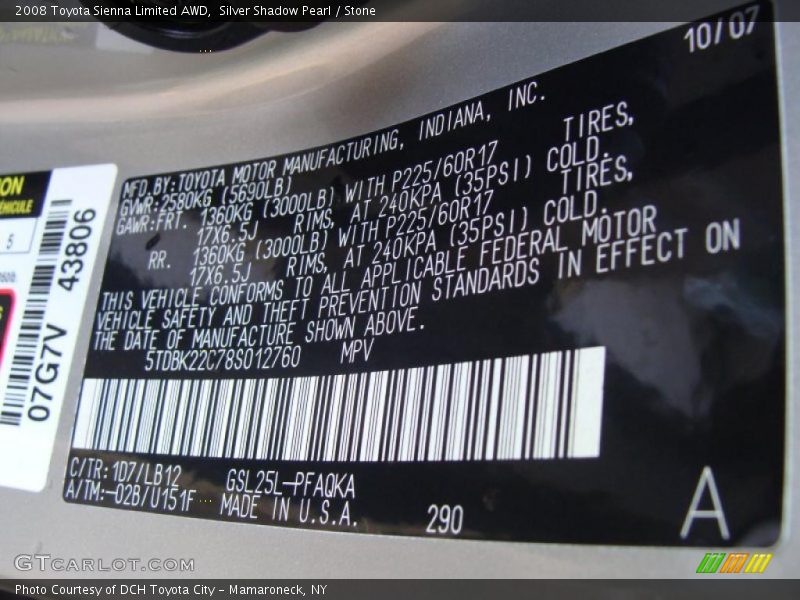 2008 Toyota Sienna Limited AWD,  Silver Shadow Pearl / Stone
10/07
MFD.BY:TOYOTA MOTOR MANUFACTURING, INDIANA, INC.
GVWR:2580KG (5690LB)
GAWR:FRT. 1360KG (3000LB) WITH P225/60R17 TIRES,
17X6.5J RIMS, AT 240KPA (35PSI) COLD.
RR. 1360KG (3000LB) WITH P225/60R17 TIRES,
17X6.5J RIMS, AT 240KPA (35PSI) COLD.
THIS VEHICLE CONFORMS TO ALL APPLICABLE FEDERAL MOTOR
VEHICLE SAFETY AND THEFT PREVENTION STANDARDS IN EFFECT ON
THE DATE OF MANUFACTURE SHOWN ABOVE.
5TDBK22C78S012760 MPV
C/TR:1D7/LB12 GSL25L-PFAQKA
A/TM:-02B/U151F MADE IN U.S.A. 290
A
07G7V 43806
5
GTCARLOT.COM
Photo Courtesy of DCH Toyota City - Mamaroneck, NY